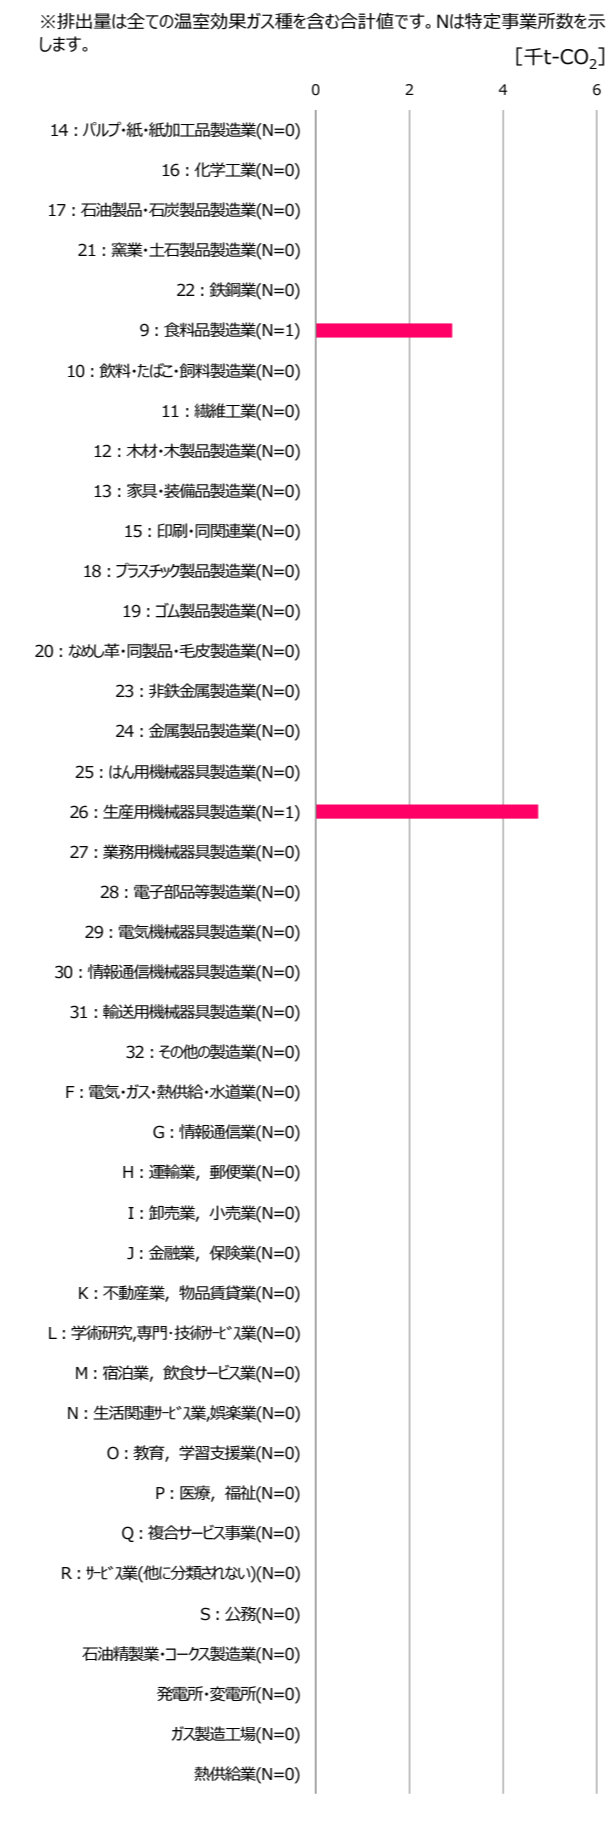 ※排出量は全ての温室効果ガス種を含む合計値です。Nは特定事業所数を示
します。
[千t-CO₂]
0 2 4 6
14：パルプ・紙・紙加工品製造業(N=0)
16：化学工業(N=0)
17：石油製品・石炭製品製造業(N=0)
21：窯業・土石製品製造業(N=0)
22：鉄鋼業(N=0)
9：食料品製造業(N=1)
10：飲料・たばこ・飼料製造業(N=0)
11：繊維工業(N=0)
12：木材・木製品製造業(N=0)
13：家具・装備品製造業(N=0)
15：印刷・同関連業(N=0)
18：プラスチック製品製造業(N=0)
19：ゴム製品製造業(N=0)
20：なめし革・同製品・毛皮製造業(N=0)
23：非鉄金属製造業(N=0)
24：金属製品製造業(N=0)
25：はん用機械器具製造業(N=0)
26：生産用機械器具製造業(N=1)
27：業務用機械器具製造業(N=0)
28：電子部品等製造業(N=0)
29：電気機械器具製造業(N=0)
30：情報通信機械器具製造業(N=0)
31：輸送用機械器具製造業(N=0)
32：その他の製造業(N=0)
F：電気・ガス・熱供給・水道業(N=0)
G：情報通信業(N=0)
H：運輸業，郵便業(N=0)
I：卸売業，小売業(N=0)
J：金融業，保険業(N=0)
K：不動産業，物品賃貸業(N=0)
L：学術研究,専門・技術ｻｰﾋﾞｽ業(N=0)
M：宿泊業，飲食サービス業(N=0)
N：生活関連ｻｰﾋﾞｽ業,娯楽業(N=0)
O：教育，学習支援業(N=0)
P：医療，福祉(N=0)
Q：複合サービス事業(N=0)
R：ｻｰﾋﾞｽ業(他に分類されない)(N=0)
S：公務(N=0)
石油精製業・コークス製造業(N=0)
発電所・変電所(N=0)
ガス製造工場(N=0)
熱供給業(N=0)